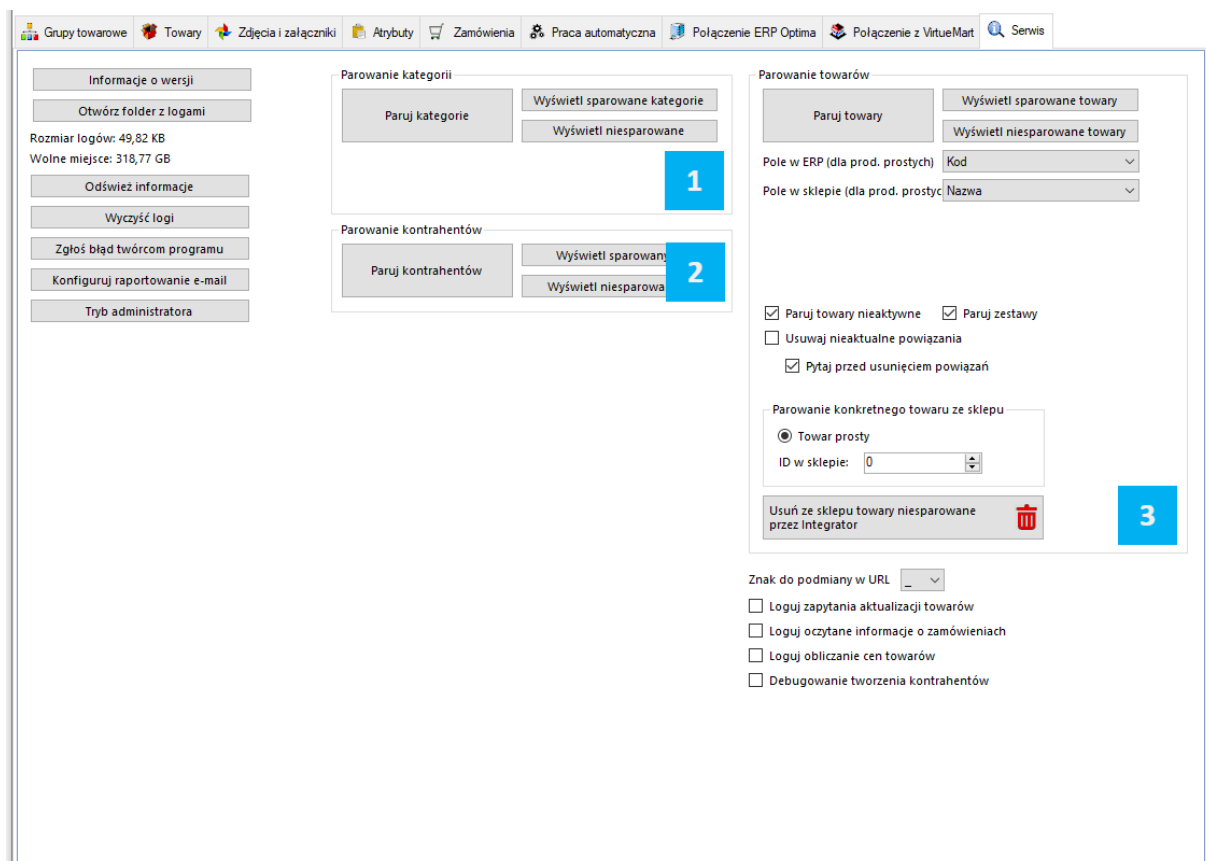 Grupy towarowe
Towary
Zdjęcia i załączniki
Atrybuty
Zamówienia
Praca automatyczna
Połączenie ERP Optima
Połączenie z VirtueMart
Serwis
Informacje o wersji
Otwórz folder z logami
Rozmiar logów: 49,82 KB
Wolne miejsce: 318,77 GB
Odśwież informacje
Wyczyść logi
Zgłoś błąd twórcom programu
Konfiguruj raportowanie e-mail
Tryb administratora
Parowanie kategorii
Paruj kategorie
Wyświetl sparowane kategorie
Wyświetl niesparowane
1
Parowanie kontrahentów
Paruj kontrahentów
Wyświetl sparowany
Wyświetl niesparowa
2
Parowanie towarów
Paruj towary
Wyświetl sparowane towary
Wyświetl niesparowane towary
Pole w ERP (dla prod. prostych)
Kod
Pole w sklepie (dla prod. prostyc
Nazwa
Paruj towary nieaktywne
Paruj zestawy
Usuwaj nieaktualne powiązania
Pytaj przed usunięciem powiązań
Parowanie konkretnego towaru ze sklepu
Towar prosty
ID w sklepie:
0
Usuń ze sklepu towary niesparowane
przez Integrator
3
Znak do podmiany w URL
_
Loguj zapytania aktualizacji towarów
Loguj oczytane informacje o zamówieniach
Loguj obliczanie cen towarów
Debugowanie tworzenia kontrahentów